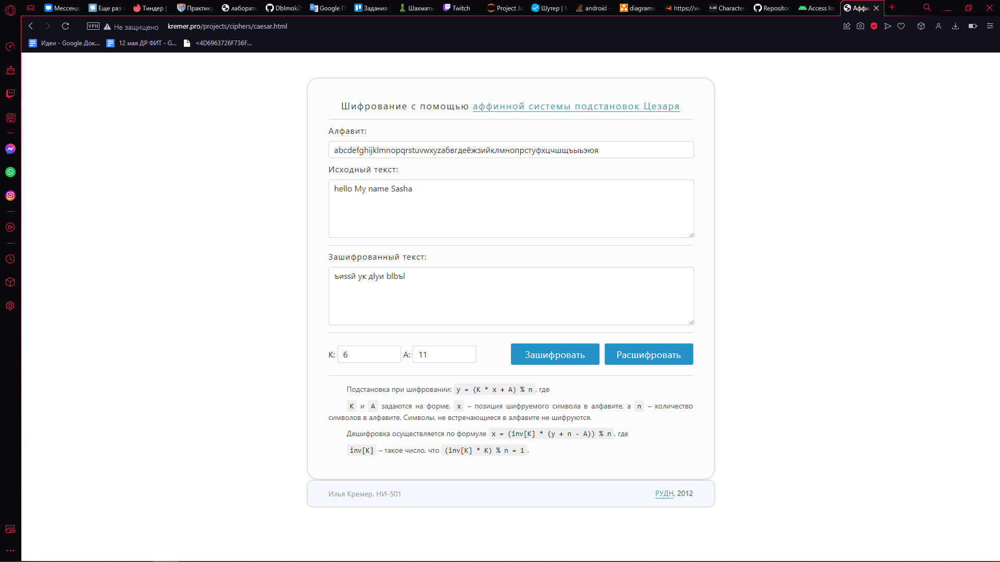 Мессенд Еще раз Тиндер | Практику лаборато Dblmok2 Google П Задания Шахматы Twitch Project Ju Шутер | android - diagrams. https://w Character Repositor Access lo Аффи
VPN Не защищено kremer.pro/projects/ciphers/caesar.html
Идеи - Google Док... 12 мая ДР ФИТ - G... <4D6963726F736F...
Шифрование с помощью аффинной системы подстановок Цезаря
Алфавит:
abcdefghijklmnopqrstuvwxyzабвгдеёжзийклмнопрстуфхцчшщъыьэюя
Исходный текст:
hello My name Sasha
Зашифрованный текст:
ъиssй ук дlуи blbъl
К: 6 А: 11 Зашифровать Расшифровать
Подстановка при шифровании: y = (K * x + A) % n, где
K и A задаются на форме, x – позиция шифруемого символа в алфавите, а n – количество
символов в алфавите. Символы, не встречающиеся в алфавите не шифруются.
Дешифровка осуществляется по формуле x = (inv[K] * (y + n - A)) % n, где
inv[K] – такое число, что (inv[K] * K) % n = 1.
Илья Кремер, НИ-501 РУДН, 2012